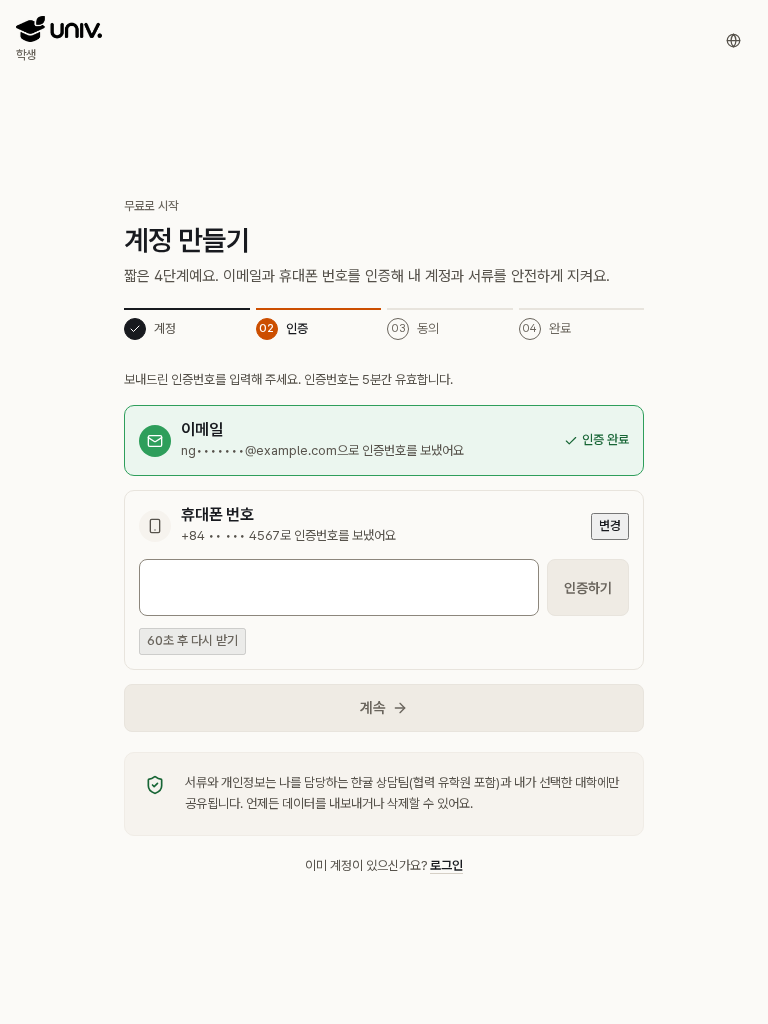 UNIV.
학생
무료로 시작
계정 만들기
짧은 4단계예요. 이메일과 휴대폰 번호를 인증해 내 계정과 서류를 안전하게 지켜요.
계정
02 인증
03 동의
04 완료
보내드린 인증번호를 입력해 주세요. 인증번호는 5분간 유효합니다.
이메일
ng•••••••@example.com으로 인증번호를 보냈어요
인증 완료
휴대폰 번호
+84 •• ••• 4567로 인증번호를 보냈어요
변경
인증하기
60초 후 다시 받기
계속
서류와 개인정보는 나를 담당하는 한귤 상담팀(협력 유학원 포함)과 내가 선택한 대학에만
공유됩니다. 언제든 데이터를 내보내거나 삭제할 수 있어요.
이미 계정이 있으신가요? 로그인